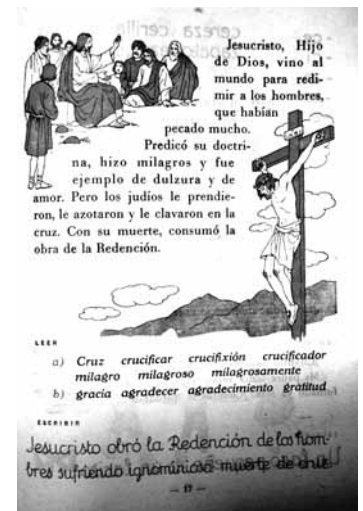 Jesucristo, Hijo
de Dios, vino al
mundo para redi-
mir a los hombres,
que habían
pecado mucho.
Predicó su doctri-
na, hizo milagros y fue
ejemplo de dulzura y de
amor. Pero los judíos le prendie-
ron, le azotaron y le clavaron en la
cruz. Con su muerte, consumó la
obra de la Redención.
LEER
a) Cruz crucificar crucifixión crucificador
milagro milagroso milagrosamente
b) gracia agradecer agradecimiento gratitud
ESCRIBIR
Jesucristo obró la Redención de los hom-
bres sufriendo ignominiosa muerte de cruz